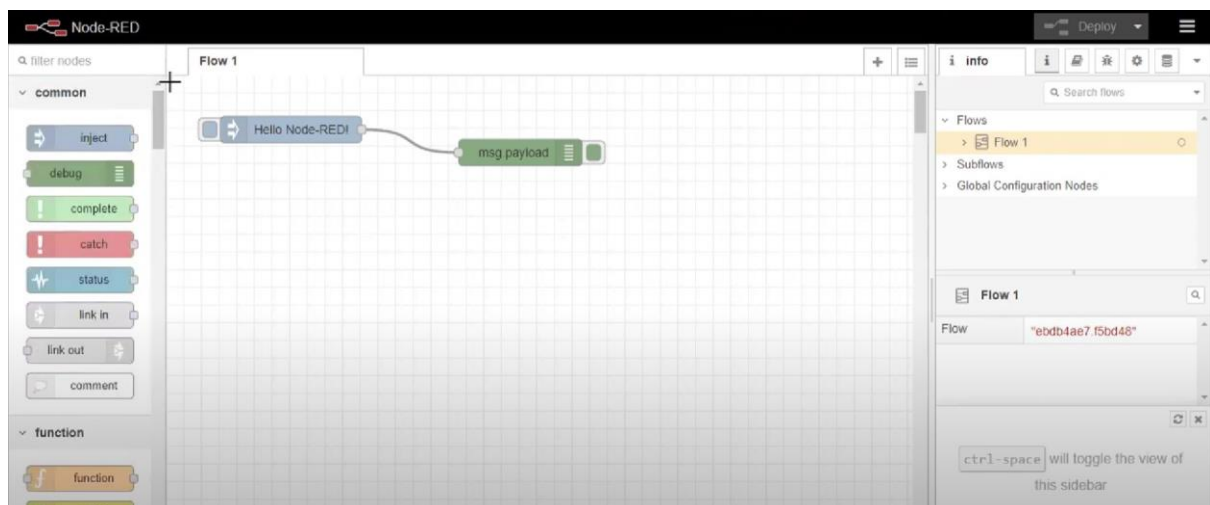 Node-RED
Deploy
filter nodes
Flow 1
i info
i
common
Search flows
inject
Hello Node-RED!
Flows
Flow 1
debug
msg.payload
Subflows
complete
Global Configuration Nodes
catch
status
Flow 1
link in
Flow
"ebdb4ae7.f5bd48"
link out
comment
function
ctrl-space will toggle the view of
this sidebar
function